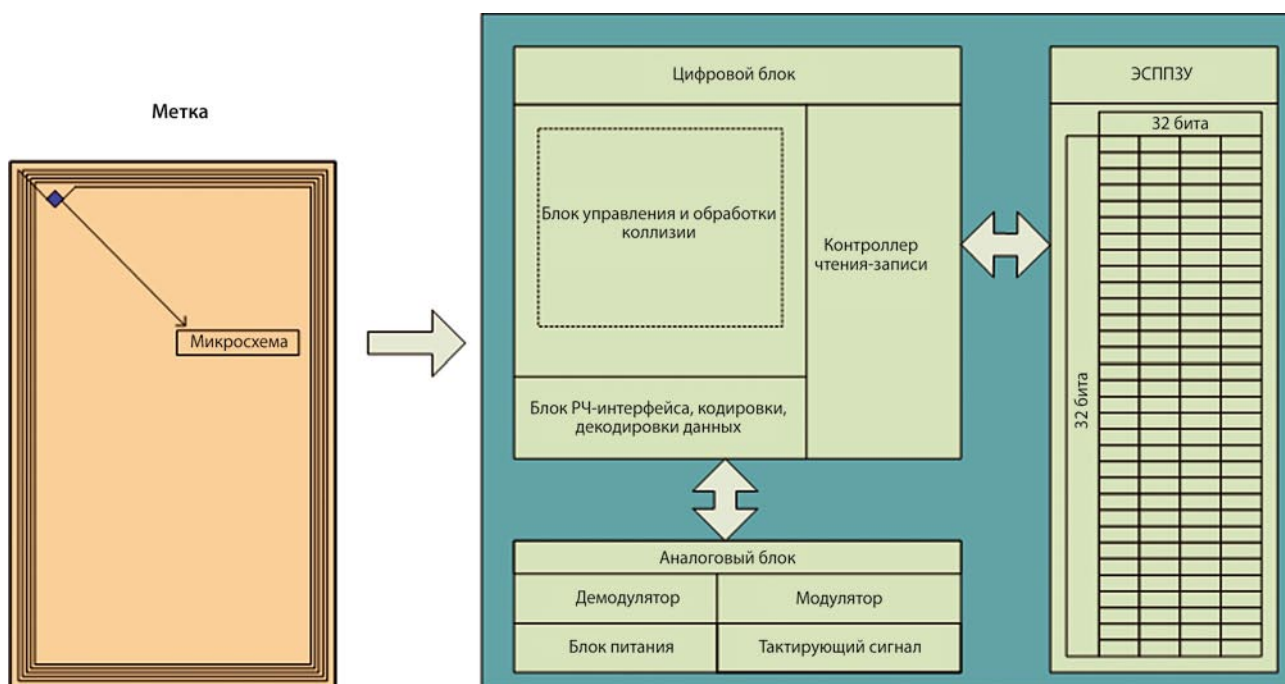 Метка
Микросхема
Цифровой блок
Блок управления и обработки
коллизии
Контроллер
чтения-записи
Блок РЧ-интерфейса, кодировки,
декодировки данных
Аналоговый блок
Демодулятор
Модулятор
Блок питания
Тактирующий сигнал
ЭСППЗУ
32 бита
32 бита